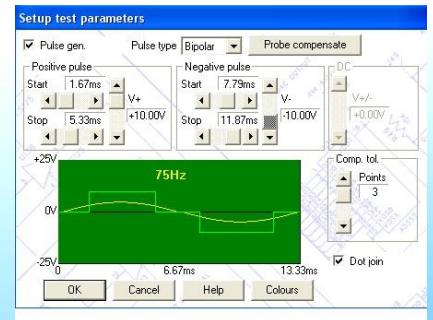 Setup test parameters
Pulse gen. Pulse type Bipolar Probe compensate
Positive pulse Negative pulse DC
Start 1.67ms Start 7.79ms
V+ V- V+/-
+10.00V -10.00V +0.00V
Stop 5.33ms Stop 11.87ms
+25V Comp. tol.
75Hz Points
3
0V
-25V Dot join
0 6.67ms 13.33ms
OK Cancel Help Colours